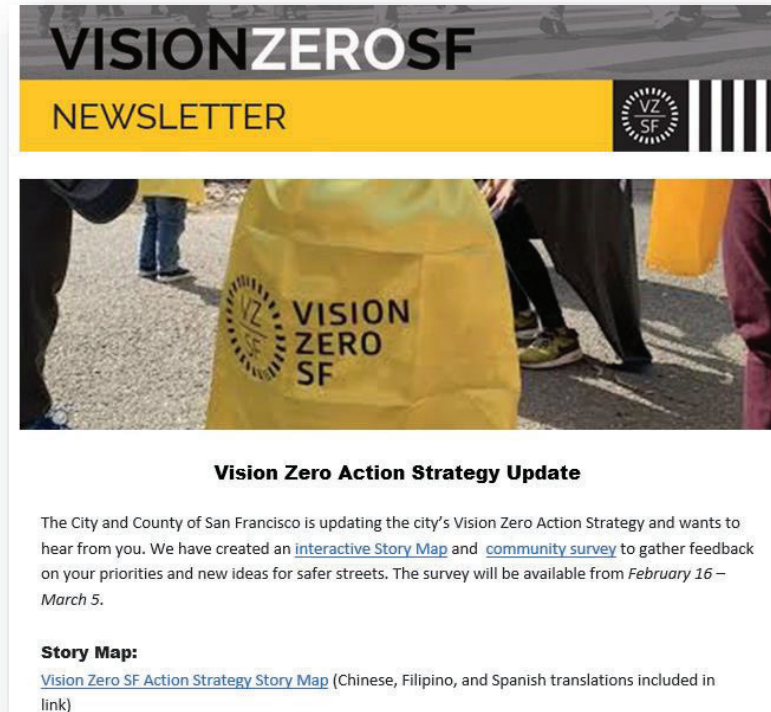 VISIONZEROSF
NEWSLETTER
VZ
SF
VZ
SF
VISION
ZERO
SF
Vision Zero Action Strategy Update
The City and County of San Francisco is updating the city's Vision Zero Action Strategy and wants to
hear from you. We have created an interactive Story Map and community survey to gather feedback
on your priorities and new ideas for safer streets. The survey will be available from February 16 –
March 5.
Story Map:
Vision Zero SF Action Strategy Story Map (Chinese, Filipino, and Spanish translations included in
link)